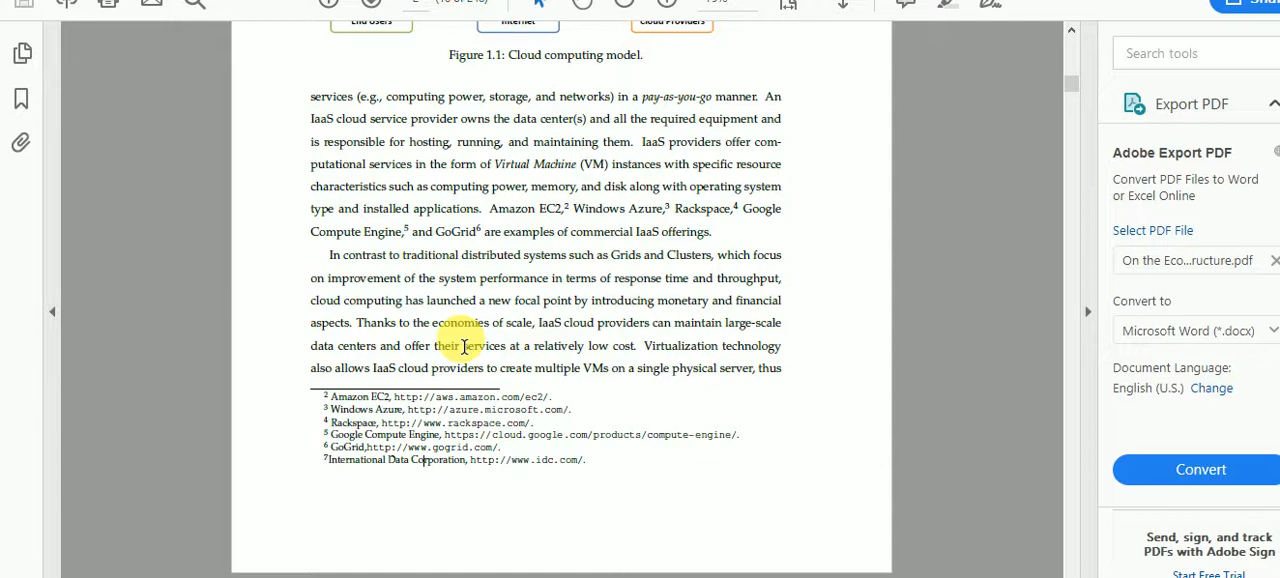 End Users Internet Cloud Providers
Figure 1.1: Cloud computing model.
services (e.g., computing power, storage, and networks) in a pay-as-you-go manner. An
IaaS cloud service provider owns the data center(s) and all the required equipment and
is responsible for hosting, running, and maintaining them. IaaS providers offer com-
putational services in the form of Virtual Machine (VM) instances with specific resource
characteristics such as computing power, memory, and disk along with operating system
type and installed applications. Amazon EC2,2 Windows Azure,3 Rackspace,4 Google
Compute Engine,5 and GoGrid6 are examples of commercial IaaS offerings.
In contrast to traditional distributed systems such as Grids and Clusters, which focus
on improvement of the system performance in terms of response time and throughput,
cloud computing has launched a new focal point by introducing monetary and financial
aspects. Thanks to the economies of scale, IaaS cloud providers can maintain large-scale
data centers and offer their services at a relatively low cost. Virtualization technology
also allows IaaS cloud providers to create multiple VMs on a single physical server, thus
2 Amazon EC2, http://aws.amazon.com/ec2/.
3 Windows Azure, http://azure.microsoft.com/.
4 Rackspace, http://www.rackspace.com/.
5 Google Compute Engine, https://cloud.google.com/products/compute-engine/.
6 GoGrid,http://www.gogrid.com/.
7International Data Corporation, http://www.idc.com/.
Search tools
Export PDF
Adobe Export PDF
Convert PDF Files to Word
or Excel Online
Select PDF File
On the Eco...ructure.pdf
Convert to
Microsoft Word (*.docx)
Document Language:
English (U.S.) Change
Convert
Send, sign, and track
PDFs with Adobe Sign
Start Free Trial